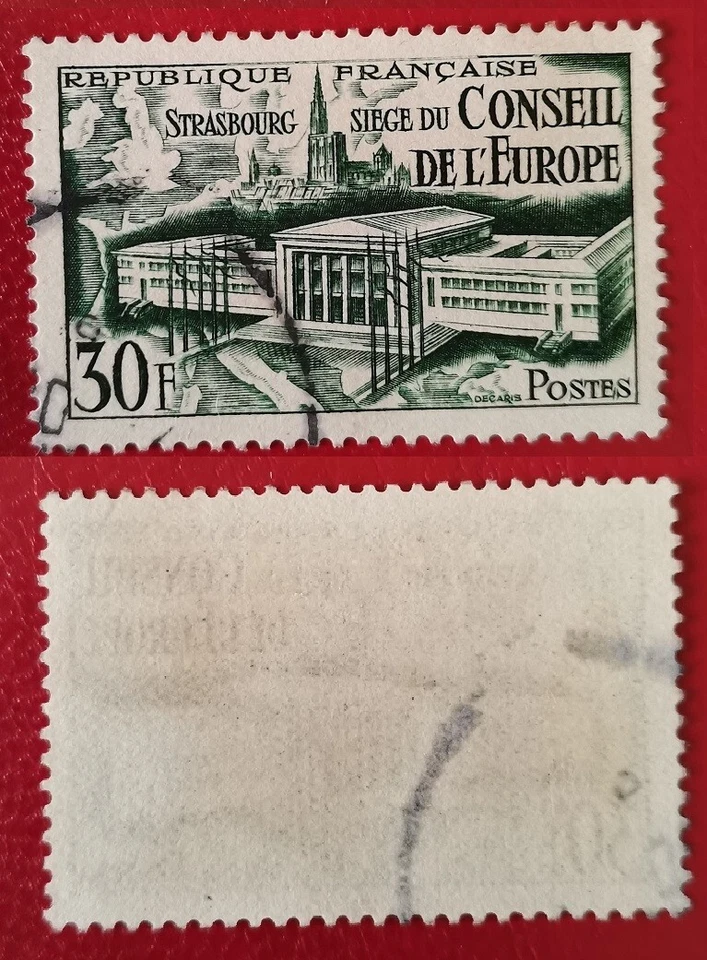 REPUBLIQUE FRANÇAISE
STRASBOURG SIEGE DU CONSEIL
DE L'EUROPE
30F
DECARIS POSTES